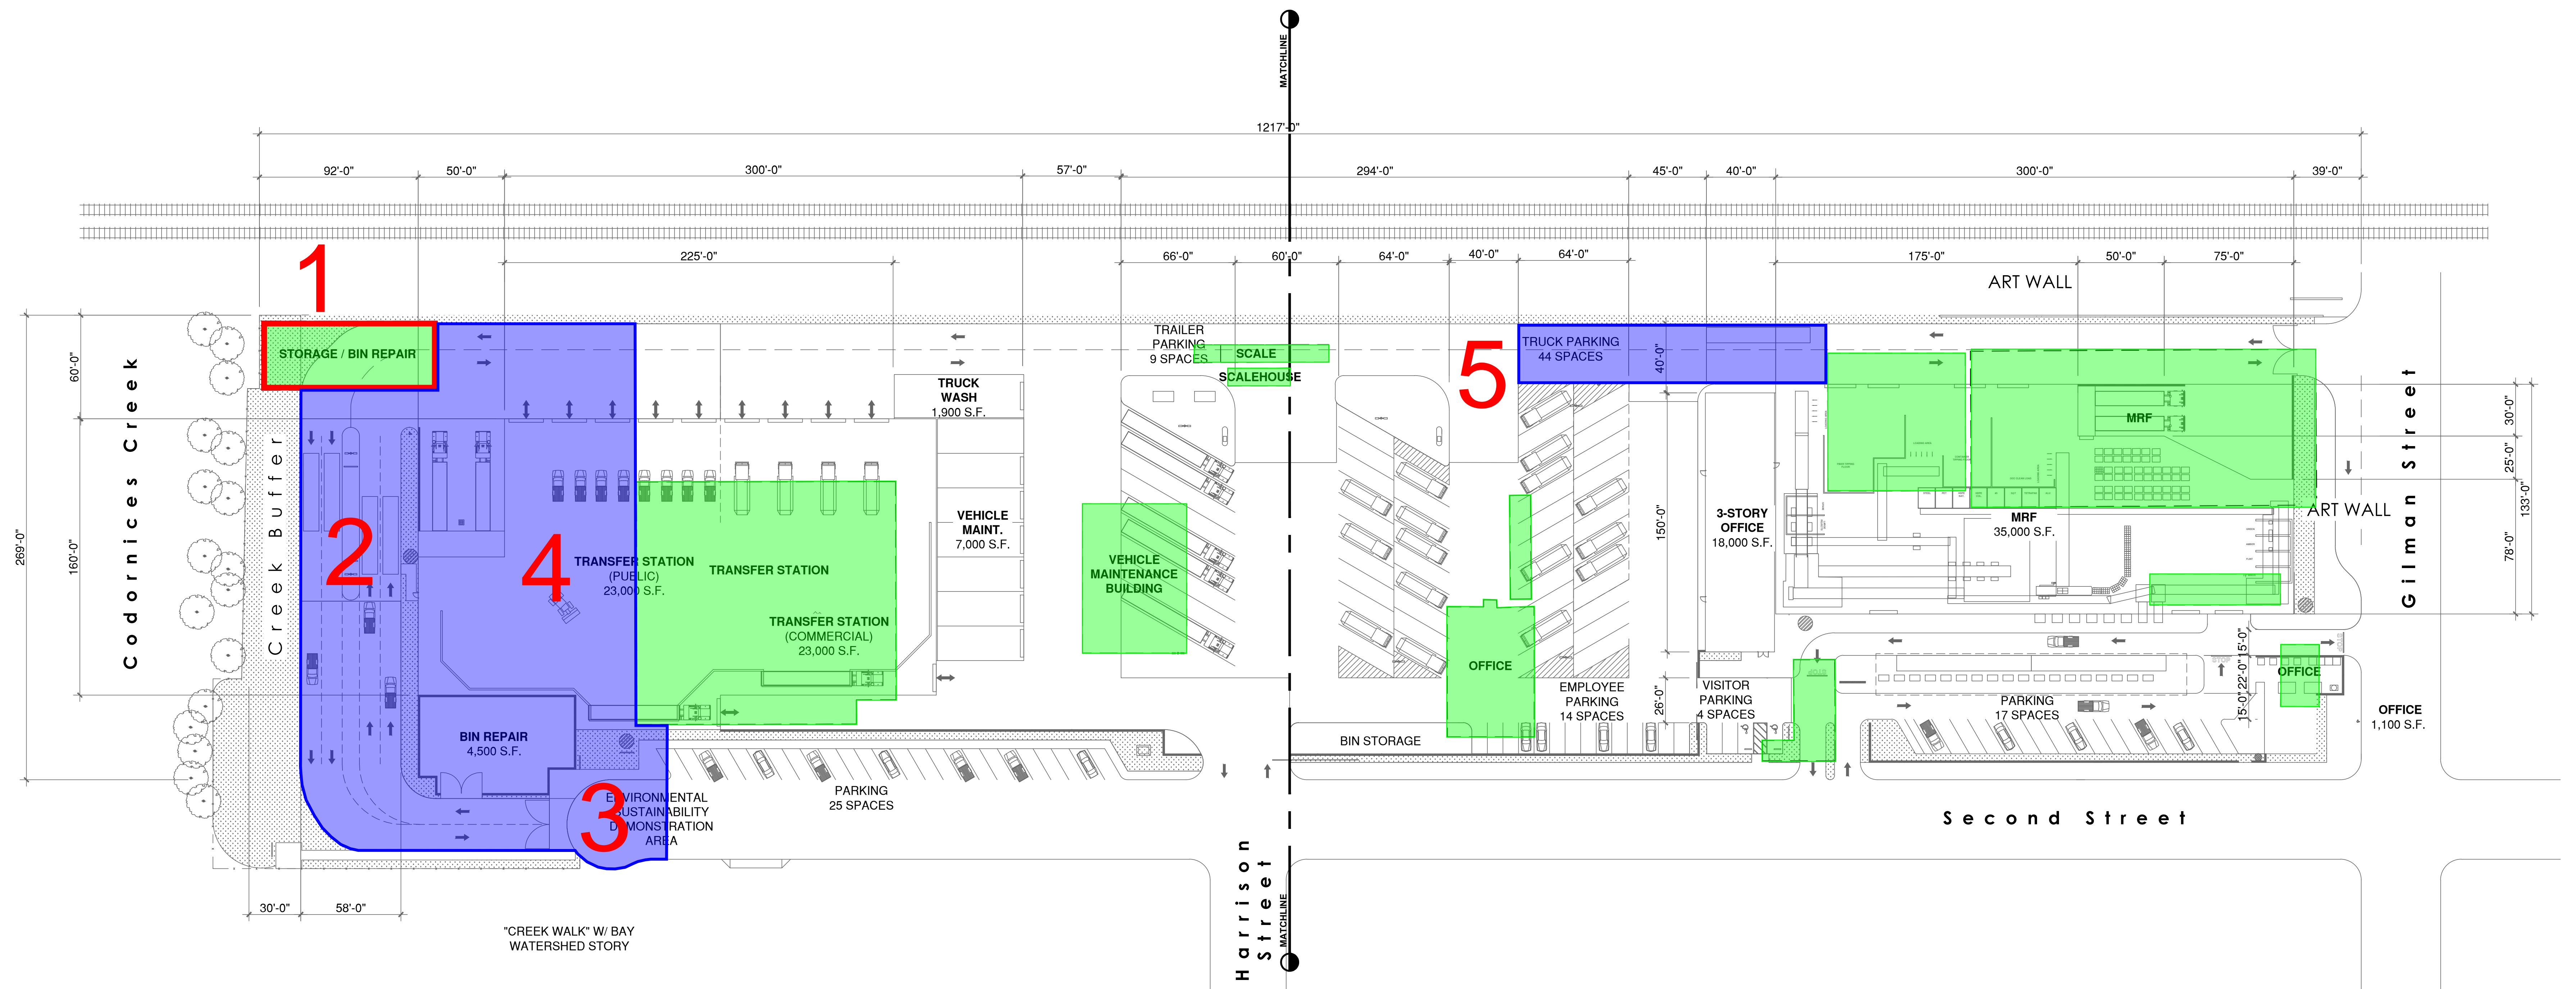 MATCHLINE
1217'-0"
92'-0"
50'-0"
300'-0"
57'-0"
294'-0"
45'-0"
40'-0"
300'-0"
39'-0"
225'-0"
66'-0"
60'-0"
64'-0"
40'-0"
64'-0"
175'-0"
50'-0"
75'-0"
1
ART WALL
Codornices Creek
269'-0"
60'-0"
160'-0"
Creek Buffer
STORAGE / BIN REPAIR
2
4
TRUCK
WASH
1,900 S.F.
VEHICLE
MAINT.
7,000 S.F.
TRANSFER STATION
(PUBLIC)
23,000 S.F.
TRANSFER STATION
TRANSFER STATION
(COMMERCIAL)
23,000 S.F.
BIN REPAIR
4,500 S.F.
3
ENVIRONMENTAL
SUSTAINABILITY
DEMONSTRATION
AREA
PARKING
25 SPACES
30'-0"
58'-0"
"CREEK WALK" W/ BAY
WATERSHED STORY
TRAILER
PARKING
9 SPACES
SCALE
SCALEHOUSE
VEHICLE
MAINTENANCE
BUILDING
5
TRUCK PARKING
44 SPACES
40'-0"
150'-0"
26'-0"
3-STORY
OFFICE
18,000 S.F.
OFFICE
BIN STORAGE
EMPLOYEE
PARKING
14 SPACES
VISITOR
PARKING
4 SPACES
MRF
MRF
35,000 S.F.
ART WALL
30'-0"
25'-0"
78'-0"
133'-0"
15'-0"
22'-0"
15'-0"
STOP
OFFICE
PARKING
17 SPACES
OFFICE
1,100 S.F.
Gilman Street
Second Street
Harrison
Street
MATCHLINE